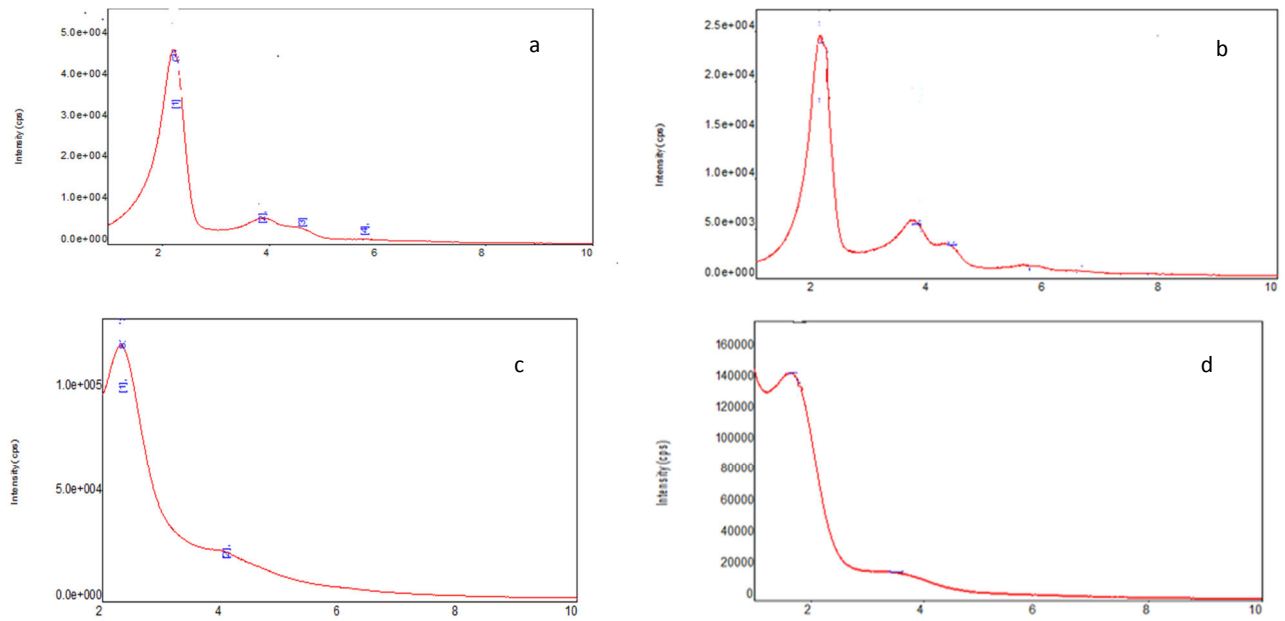 a
5.0e+004
4.0e+004
3.0e+004
2.0e+004
1.0e+004
0.0e+000
Intensity (cps)
[1]
[2]
[3]
[4]
2 4 6 8 10
b
2.5e+004
2.0e+004
1.5e+004
1.0e+004
5.0e+003
0.0e+000
Intensity (cps)
2 4 6 8 10
c
1.0e+005
5.0e+004
0.0e+000
Intensity (cps)
[1],
[2],
2 4 6 8 10
d
160000
140000
120000
100000
80000
60000
40000
20000
0
Intensity (cps)
2 4 6 8 10